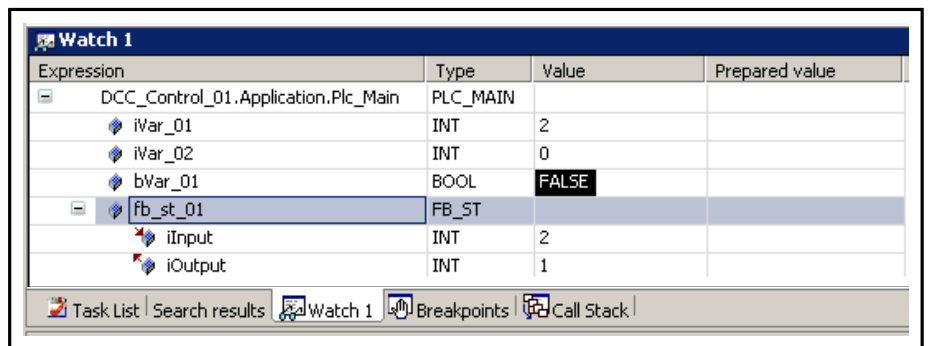 Watch 1
Expression Type Value Prepared value
DCC_Control_01.Application.Plc_Main PLC_MAIN
iVar_01 INT 2
iVar_02 INT 0
bVar_01 BOOL FALSE
fb_st_01 FB_ST
iInput INT 2
iOutput INT 1
Task List Search results Watch 1 Breakpoints Call Stack